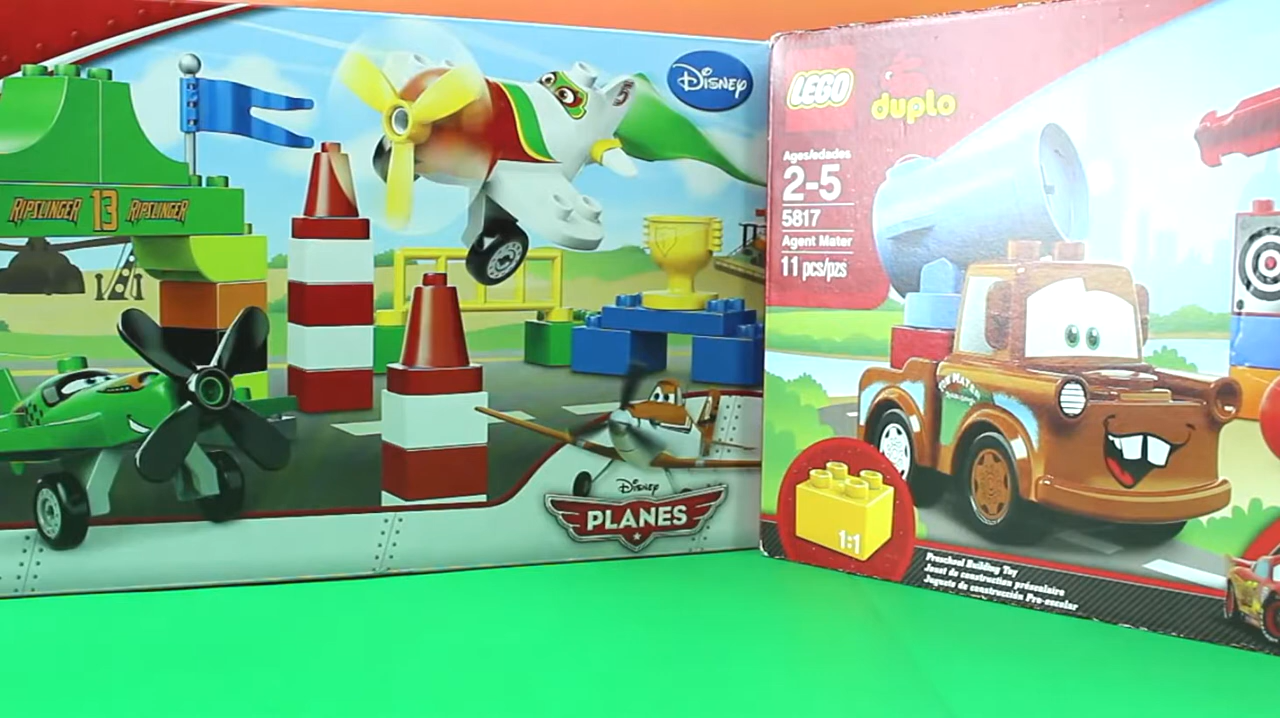 DISNEY
RIPSLINGER 13 RIPSLINGER
5
DISNEY
PLANES
LEGO duplo
Ages/edades
2-5
5817
Agent Mater
11 pcs/pzs
TOW MATER
1:1
Preschool Building Toy
Jouet de construction préscolaire
Juguete de construcción Pre-escolar